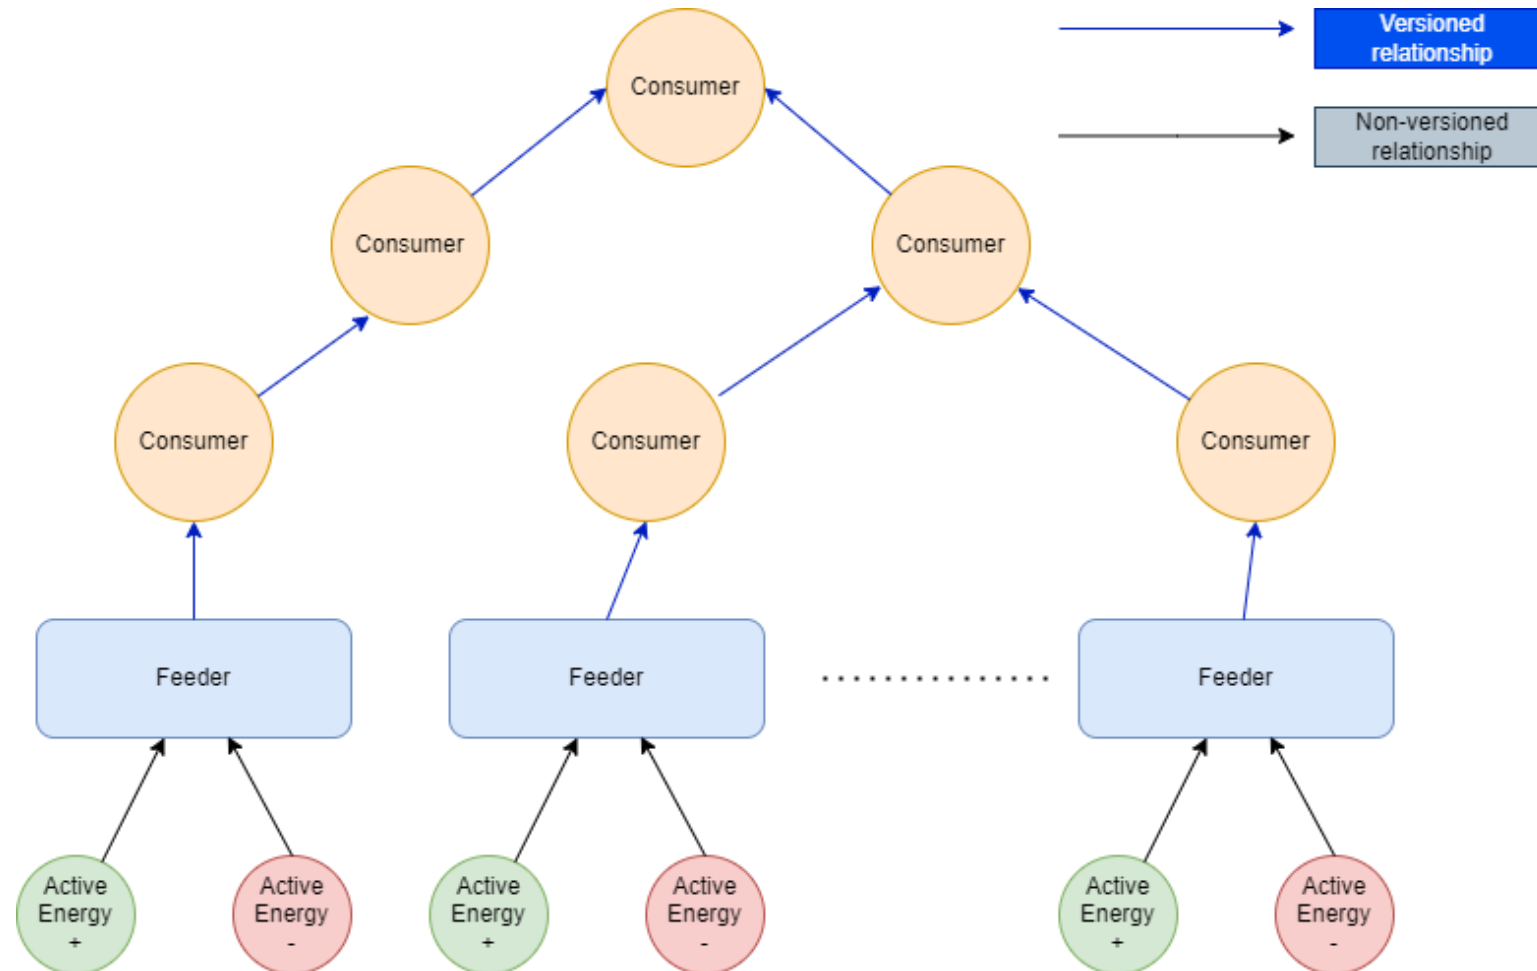 Versioned
relationship
Consumer
Non-versioned
relationship
Consumer
Consumer
Consumer
Consumer
Consumer
Feeder
Feeder
Feeder
Active
Energy
+
Active
Energy
-
Active
Energy
+
Active
Energy
-
Active
Energy
+
Active
Energy
-